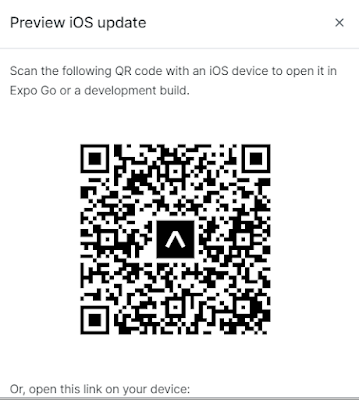 Preview iOS update
Scan the following QR code with an iOS device to open it in
Expo Go or a development build.
Or, open this link on your device: